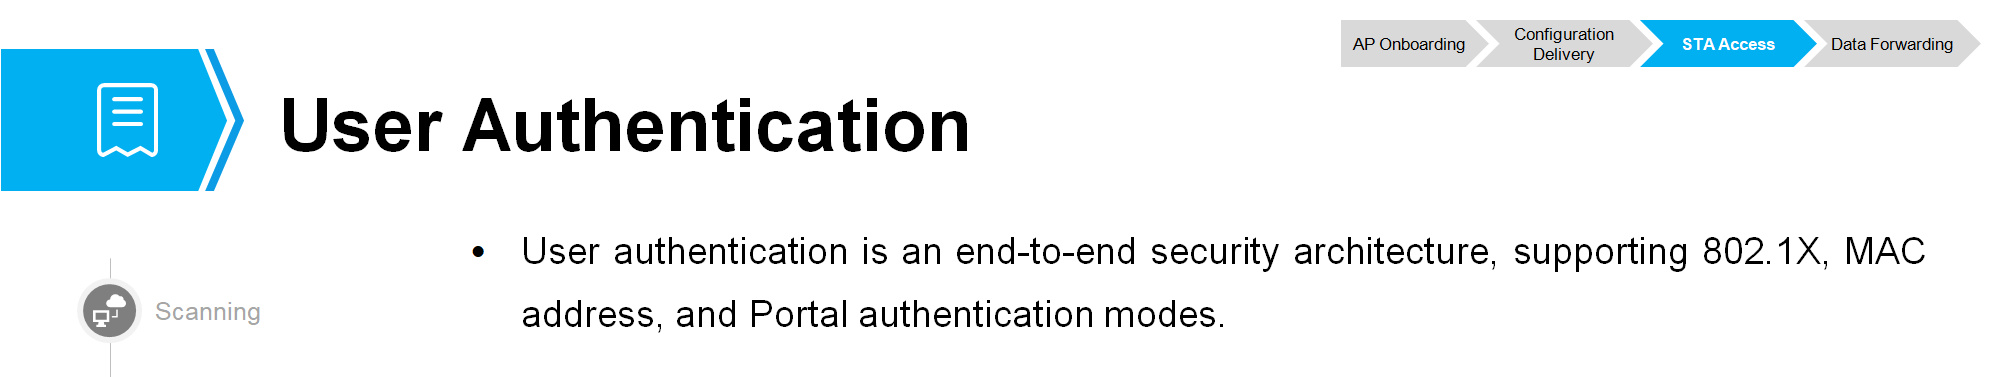 AP Onboarding
Configuration
Delivery
STA Access
Data Forwarding
User Authentication
• User authentication is an end-to-end security architecture, supporting 802.1X, MAC
address, and Portal authentication modes.
Scanning